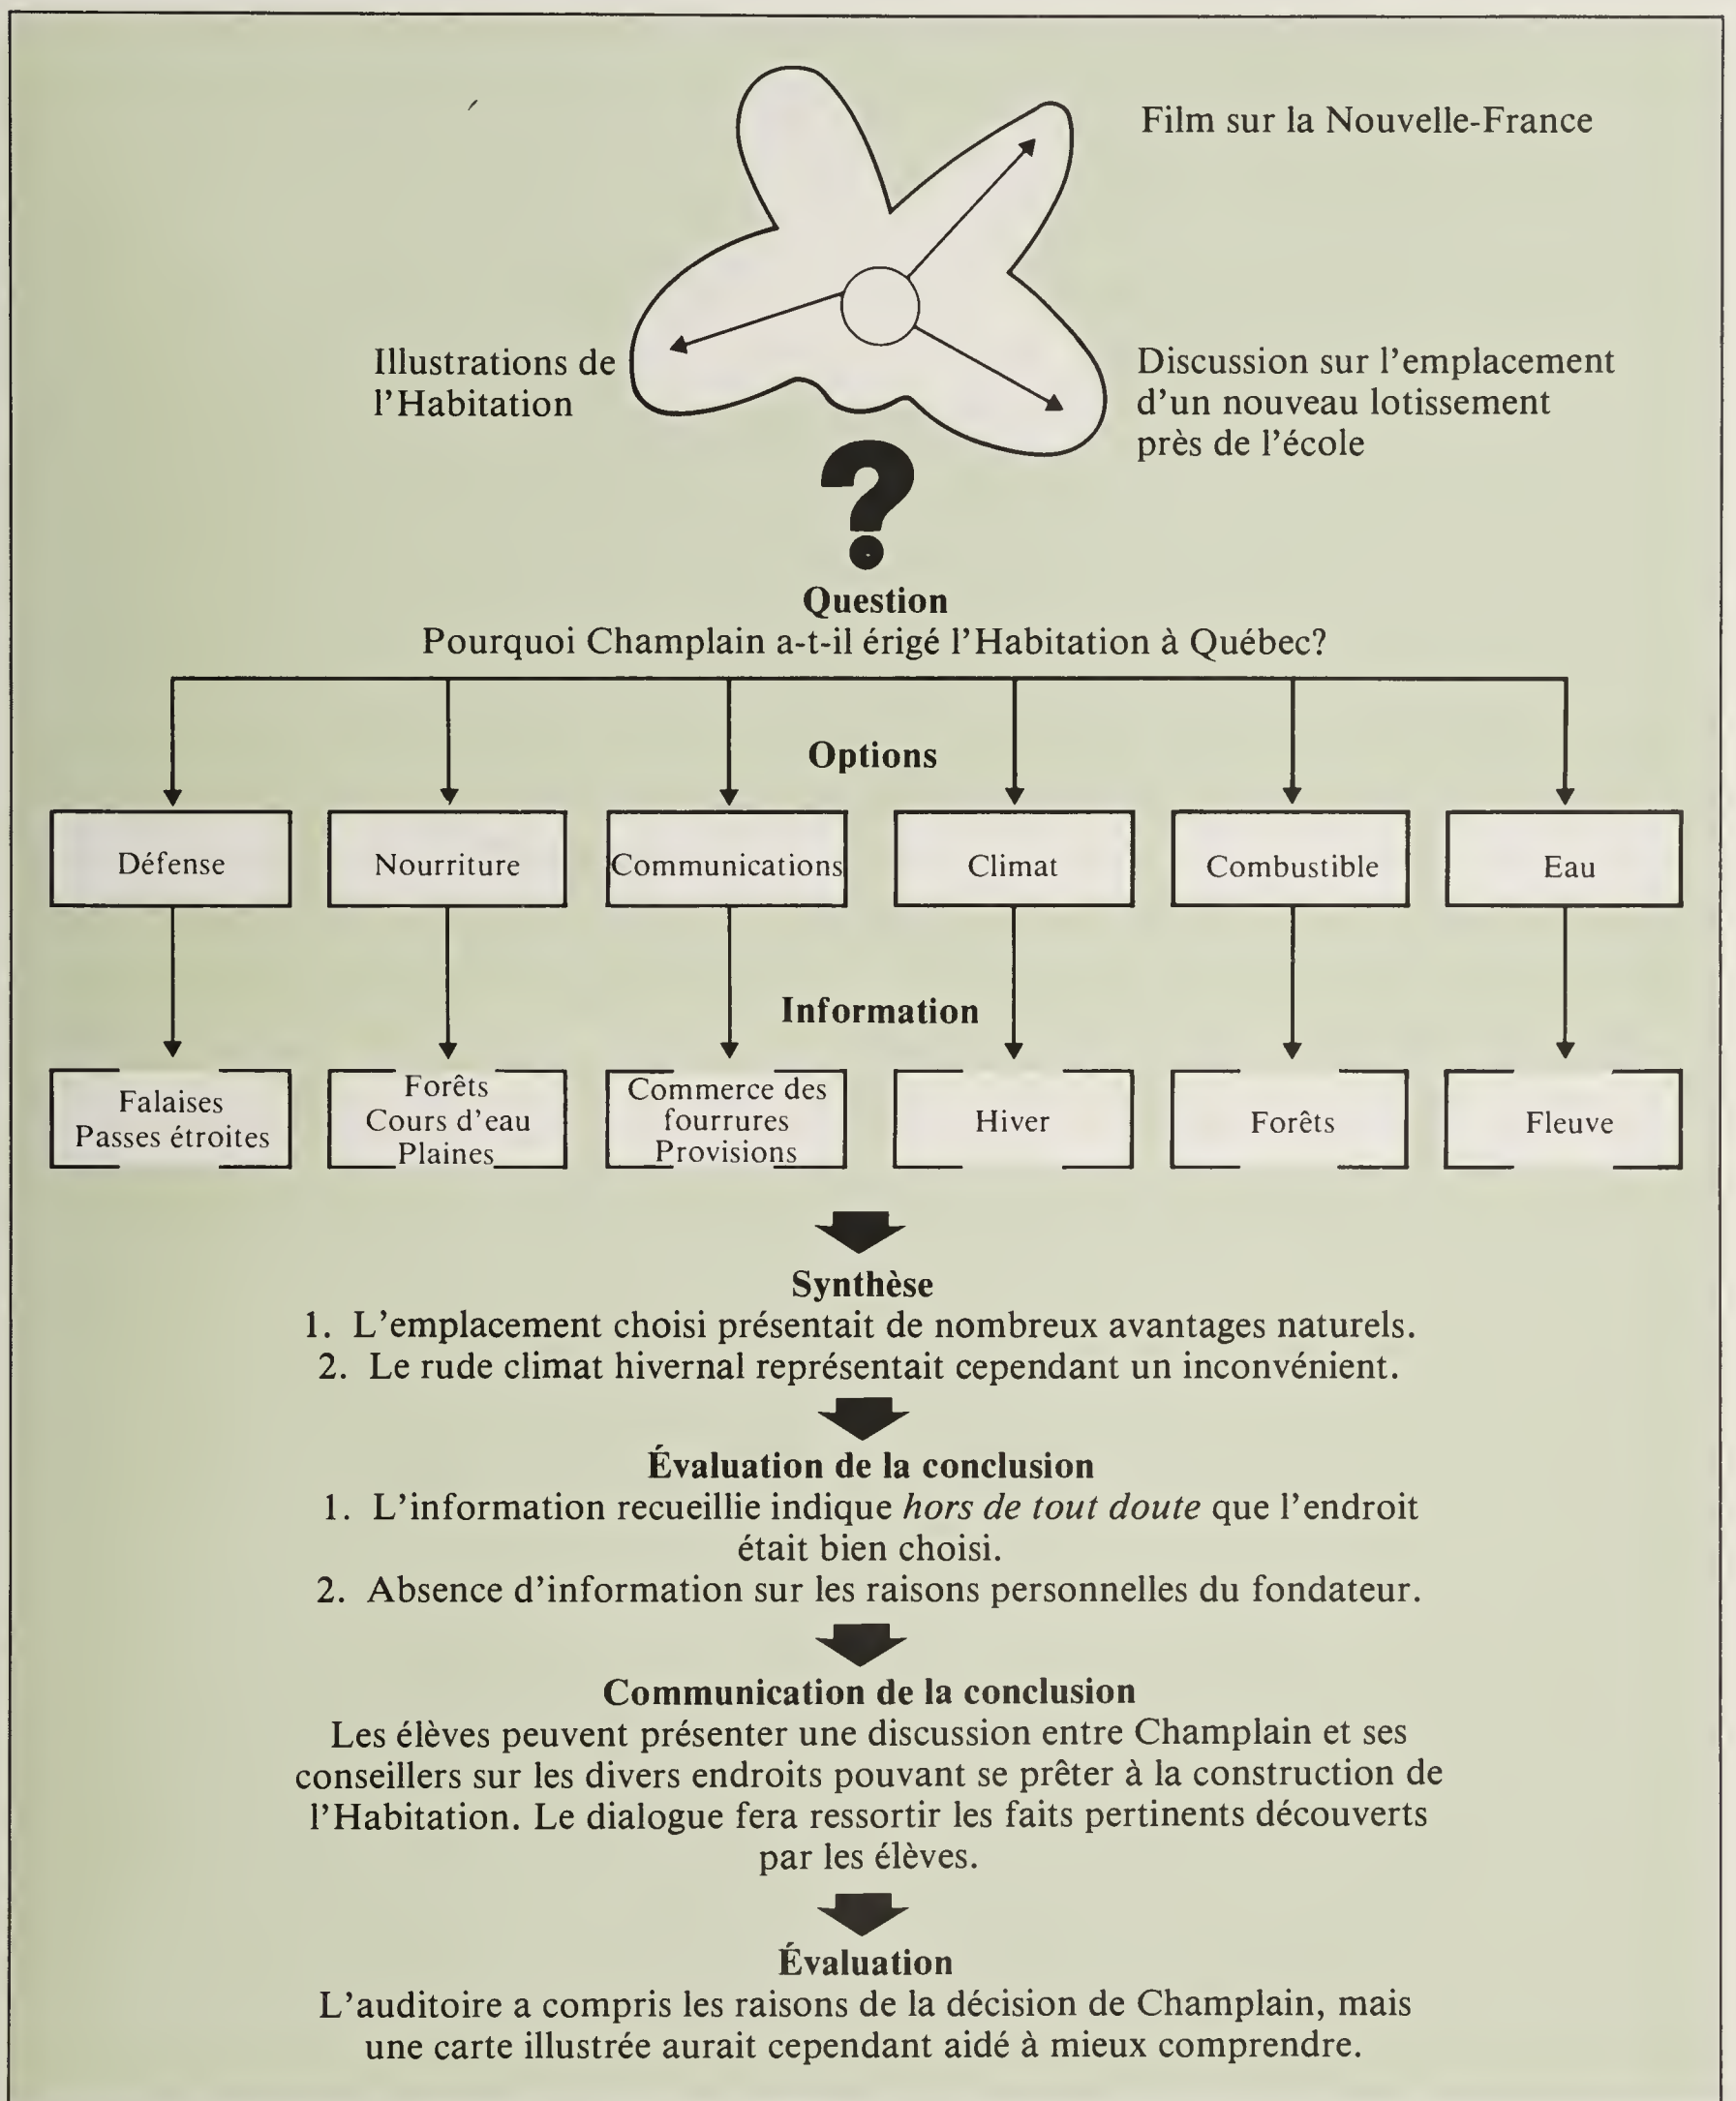 Film sur la Nouvelle-France
Illustrations de
l'Habitation
Discussion sur l'emplacement
d'un nouveau lotissement
près de l'école
?
Question
Pourquoi Champlain a-t-il érigé l'Habitation à Québec?
Options
Défense
Nourriture
Communications
Climat
Combustible
Eau
Information
Falaises
Passes étroites
Forêts
Cours d'eau
Plaines
Commerce des
fourrures
Provisions
Hiver
Forêts
Fleuve
Synthèse
1. L'emplacement choisi présentait de nombreux avantages naturels.
2. Le rude climat hivernal représentait cependant un inconvénient.
Évaluation de la conclusion
1. L'information recueillie indique hors de tout doute que l'endroit
était bien choisi.
2. Absence d'information sur les raisons personnelles du fondateur.
Communication de la conclusion
Les élèves peuvent présenter une discussion entre Champlain et ses
conseillers sur les divers endroits pouvant se prêter à la construction de
l'Habitation. Le dialogue fera ressortir les faits pertinents découverts
par les élèves.
Évaluation
L'auditoire a compris les raisons de la décision de Champlain, mais
une carte illustrée aurait cependant aidé à mieux comprendre.